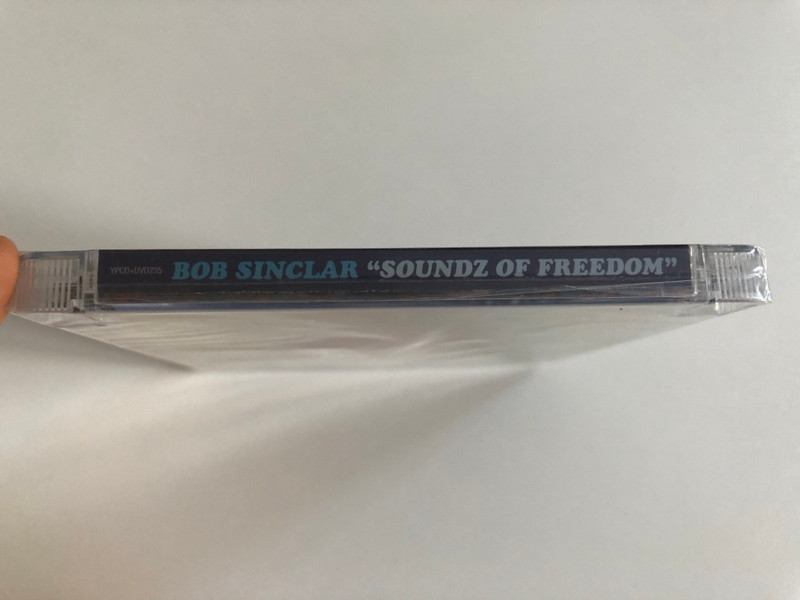 YPCD+DVD235 BOB SINCLAR “SOUNDZ OF FREEDOM”